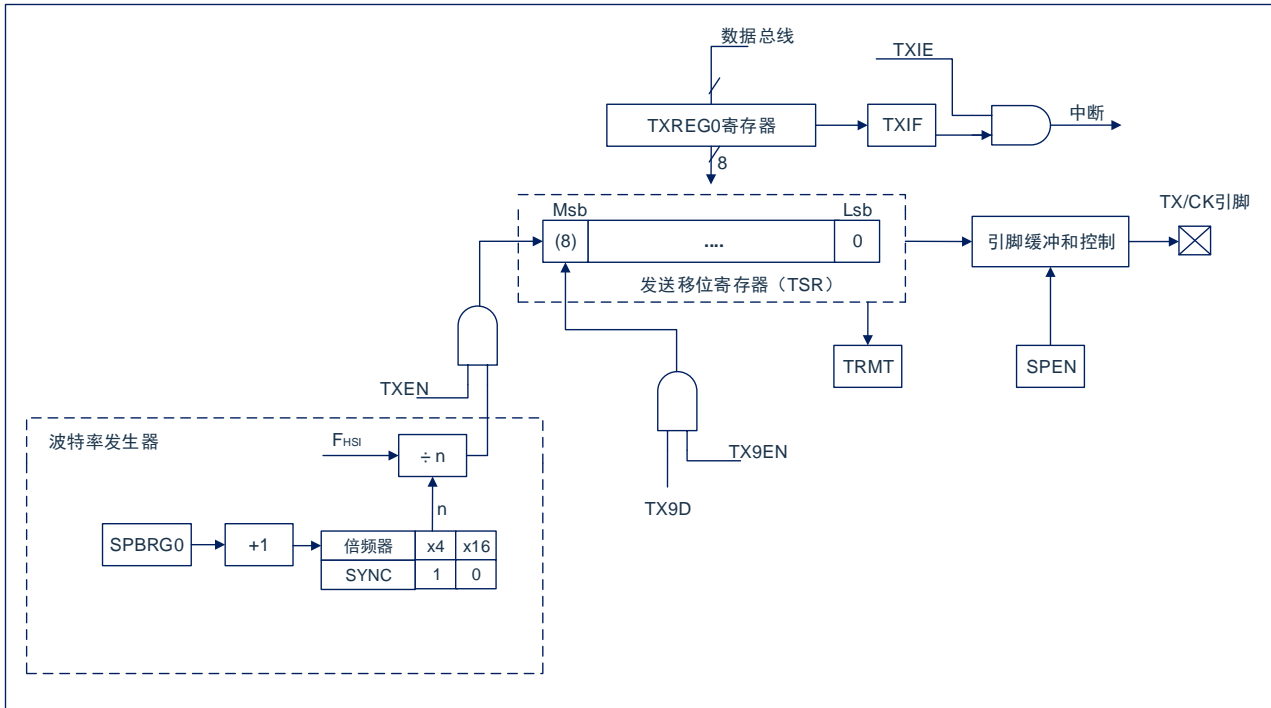 数据总线
TXIE
TXREG0寄存器
TXIF
中断
8
Msb
Lsb
TX/CK引脚
(8)
....
0
引脚缓冲和控制
发送移位寄存器（TSR）
TRMT
SPEN
TXEN
波特率发生器
FHSI
÷n
TX9EN
TX9D
n
SPBRG0
+1
倍频器 x4 x16
SYNC 1 0